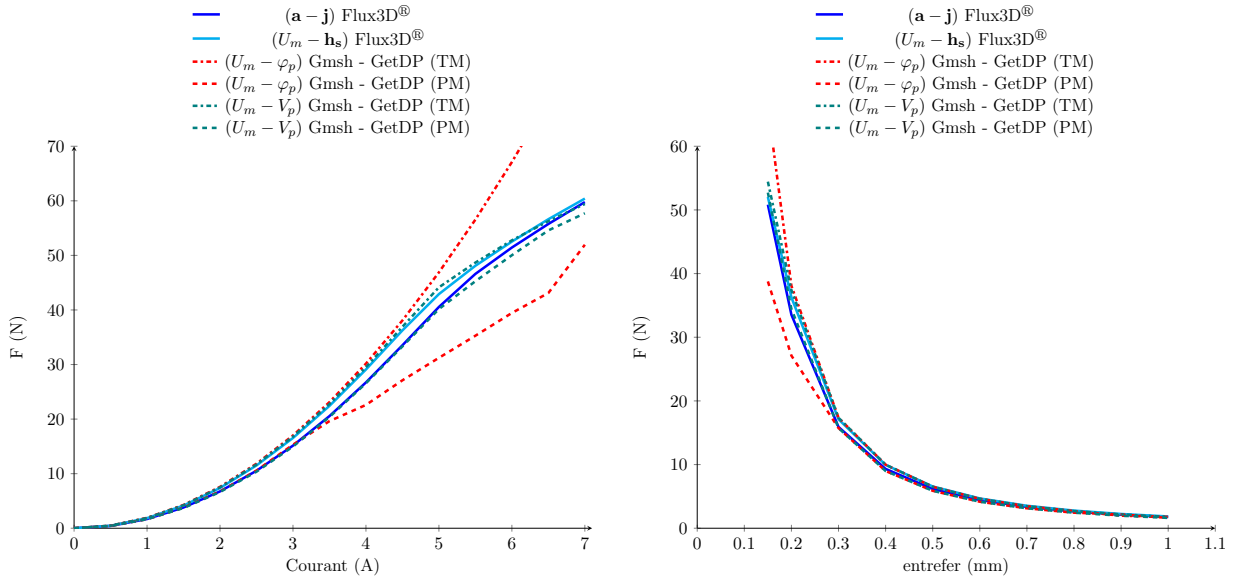 (a − j) Flux3D®
(U_m − h_s) Flux3D®
(U_m − φ_p) Gmsh - GetDP (TM)
(U_m − φ_p) Gmsh - GetDP (PM)
(U_m − V_p) Gmsh - GetDP (TM)
(U_m − V_p) Gmsh - GetDP (PM)
70
60
50
40
30
20
10
0
F (N)
0 1 2 3 4 5 6 7
Courant (A)
(a − j) Flux3D®
(U_m − h_s) Flux3D®
(U_m − φ_p) Gmsh - GetDP (TM)
(U_m − φ_p) Gmsh - GetDP (PM)
(U_m − V_p) Gmsh - GetDP (TM)
(U_m − V_p) Gmsh - GetDP (PM)
60
50
40
30
20
10
0
F (N)
0 0.1 0.2 0.3 0.4 0.5 0.6 0.7 0.8 0.9 1 1.1
entrefer (mm)